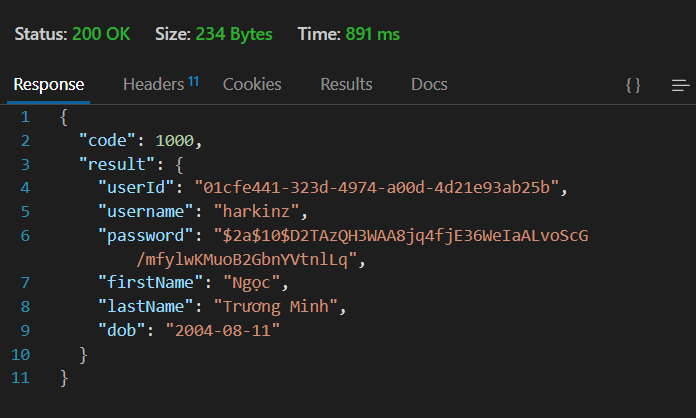 Status: 200 OK Size: 234 Bytes Time: 891 ms
Response Headers 11 Cookies Results Docs { }
1 {
2 "code": 1000,
3 "result": {
4 "userId": "01cfe441-323d-4974-a00d-4d21e93ab25b",
5 "username": "harkinz",
6 "password": "$2a$10$D2TAzQH3WAA8jq4fjE36WeIaALvoScG
/mfylwKMuoB2GbnYVtnlLq",
7 "firstName": "Ngọc",
8 "lastName": "Trương Minh",
9 "dob": "2004-08-11"
10 }
11 }